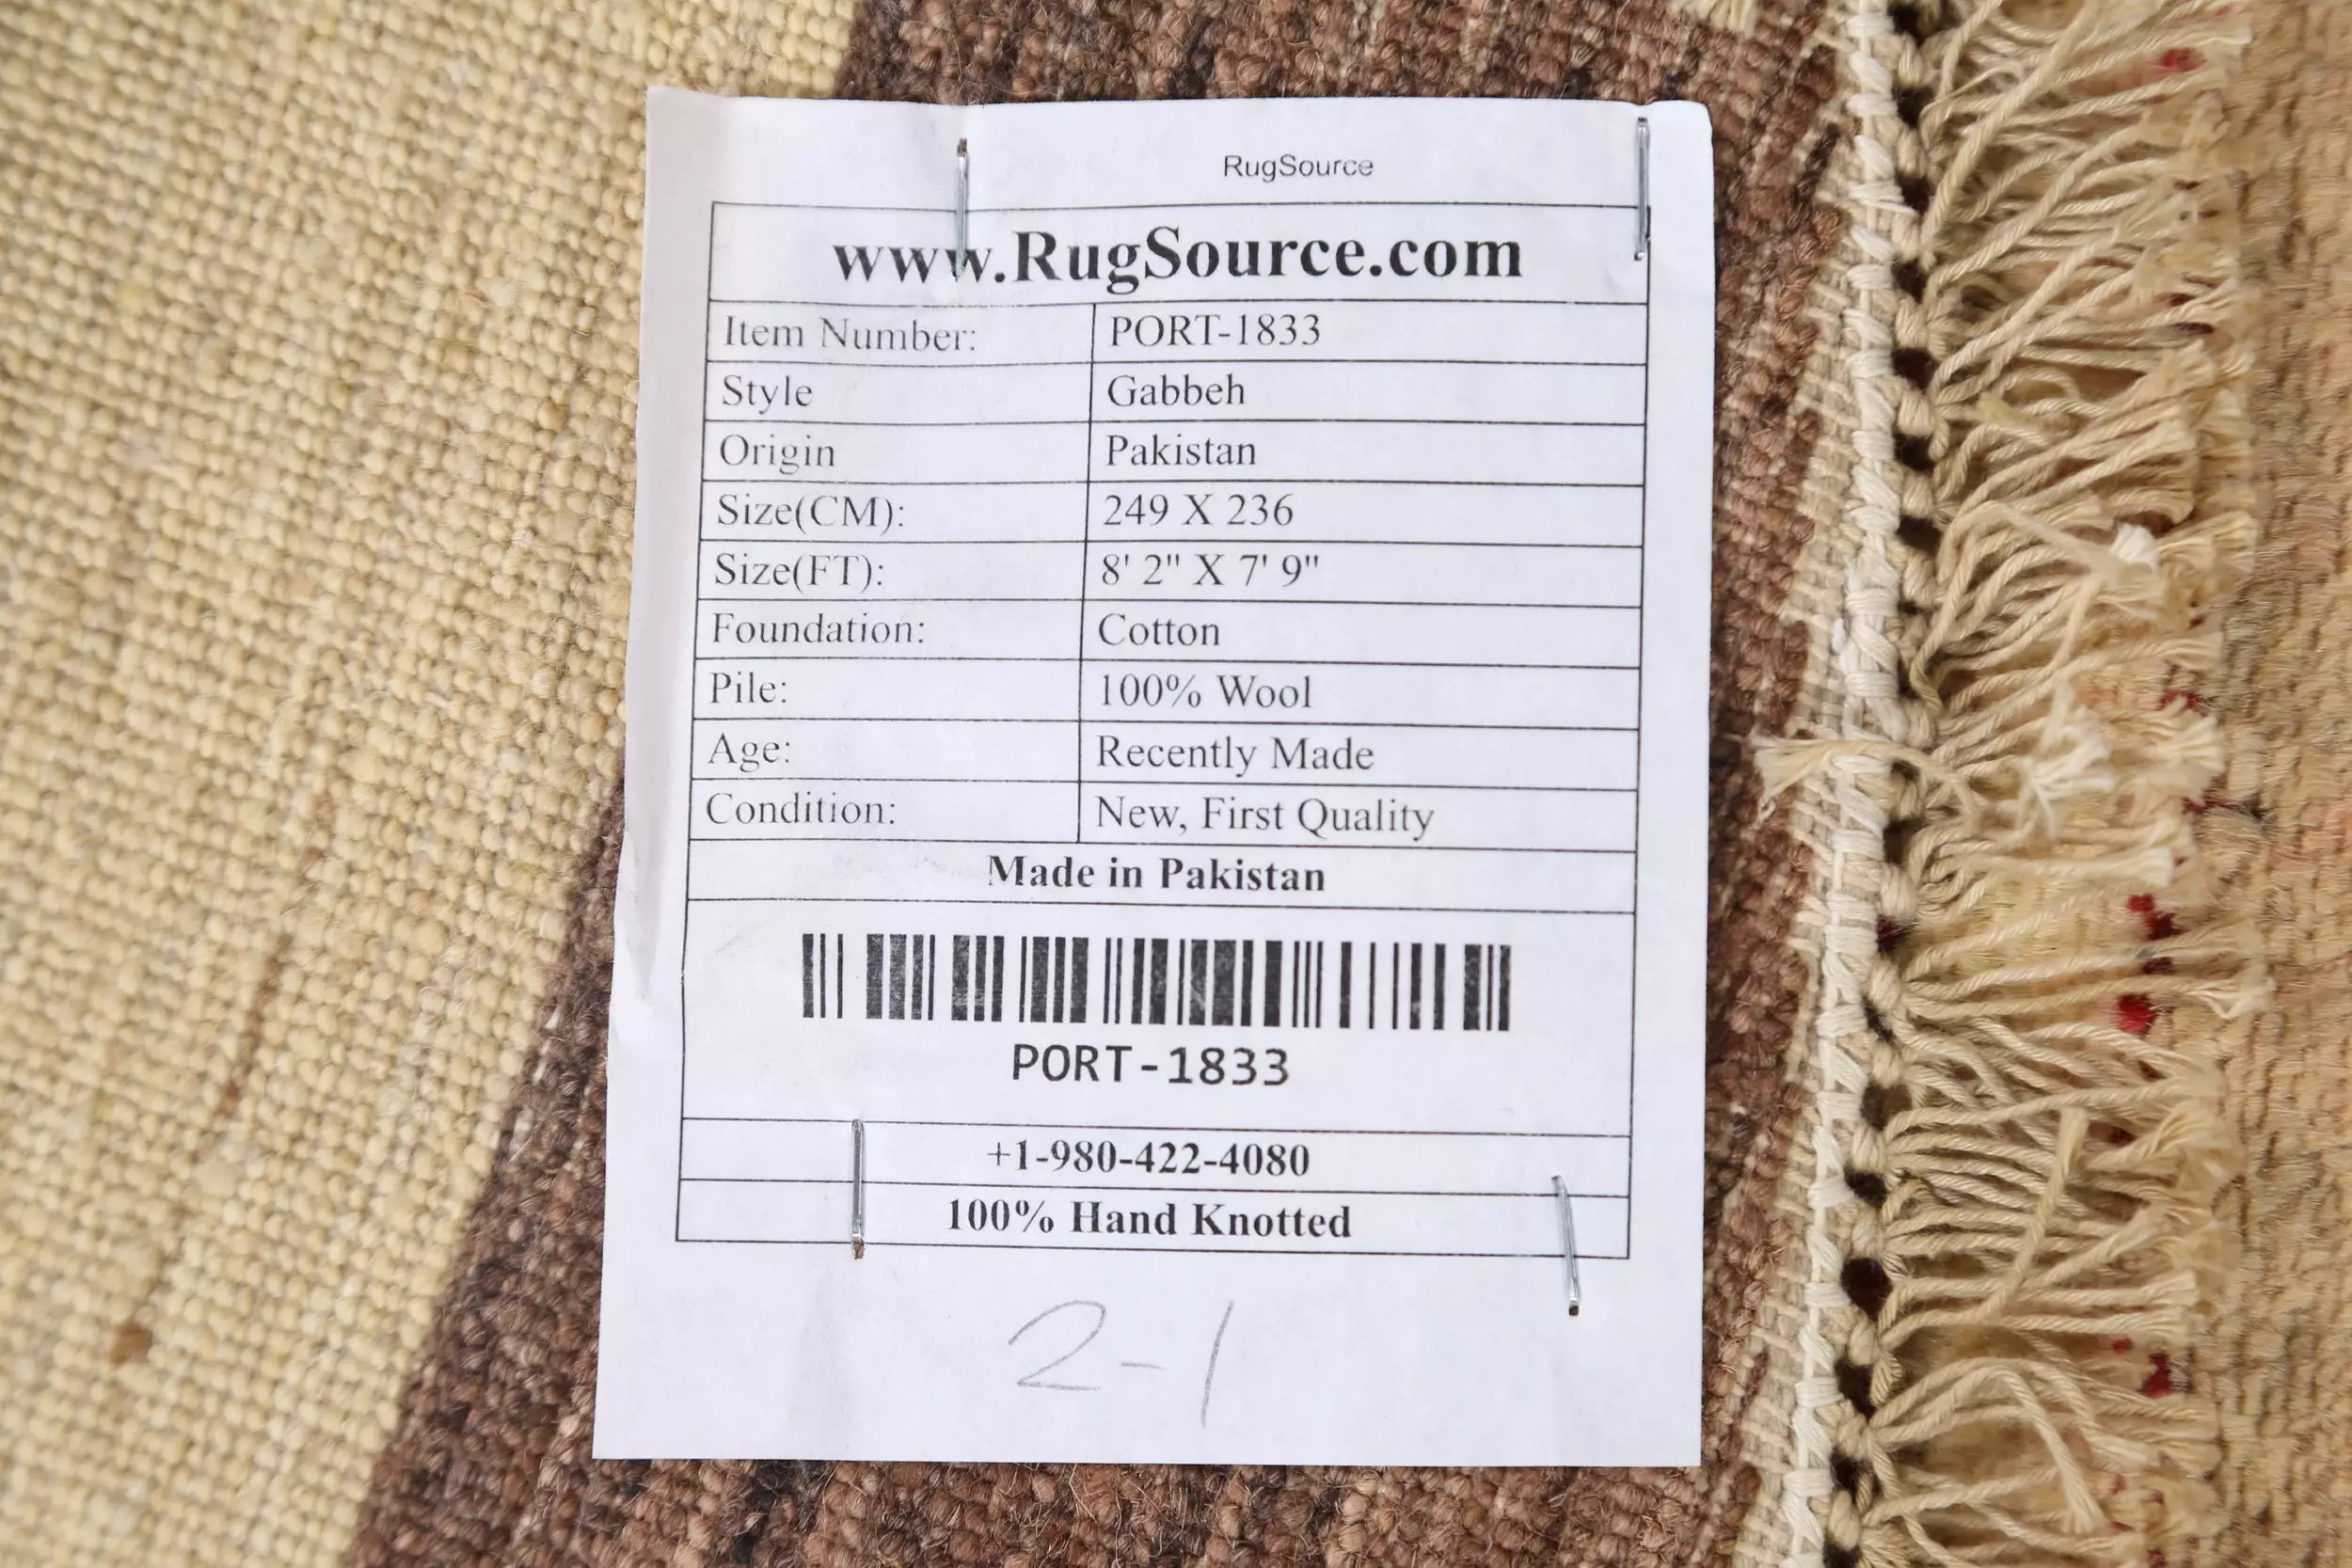 RugSource
www.RugSource.com
Item Number: PORT-1833
Style Gabbeh
Origin Pakistan
Size(CM): 249 X 236
Size(FT): 8' 2" X 7' 9"
Foundation: Cotton
Pile: 100% Wool
Age: Recently Made
Condition: New, First Quality
Made in Pakistan
PORT-1833
+1-980-422-4080
100% Hand Knotted
2-1